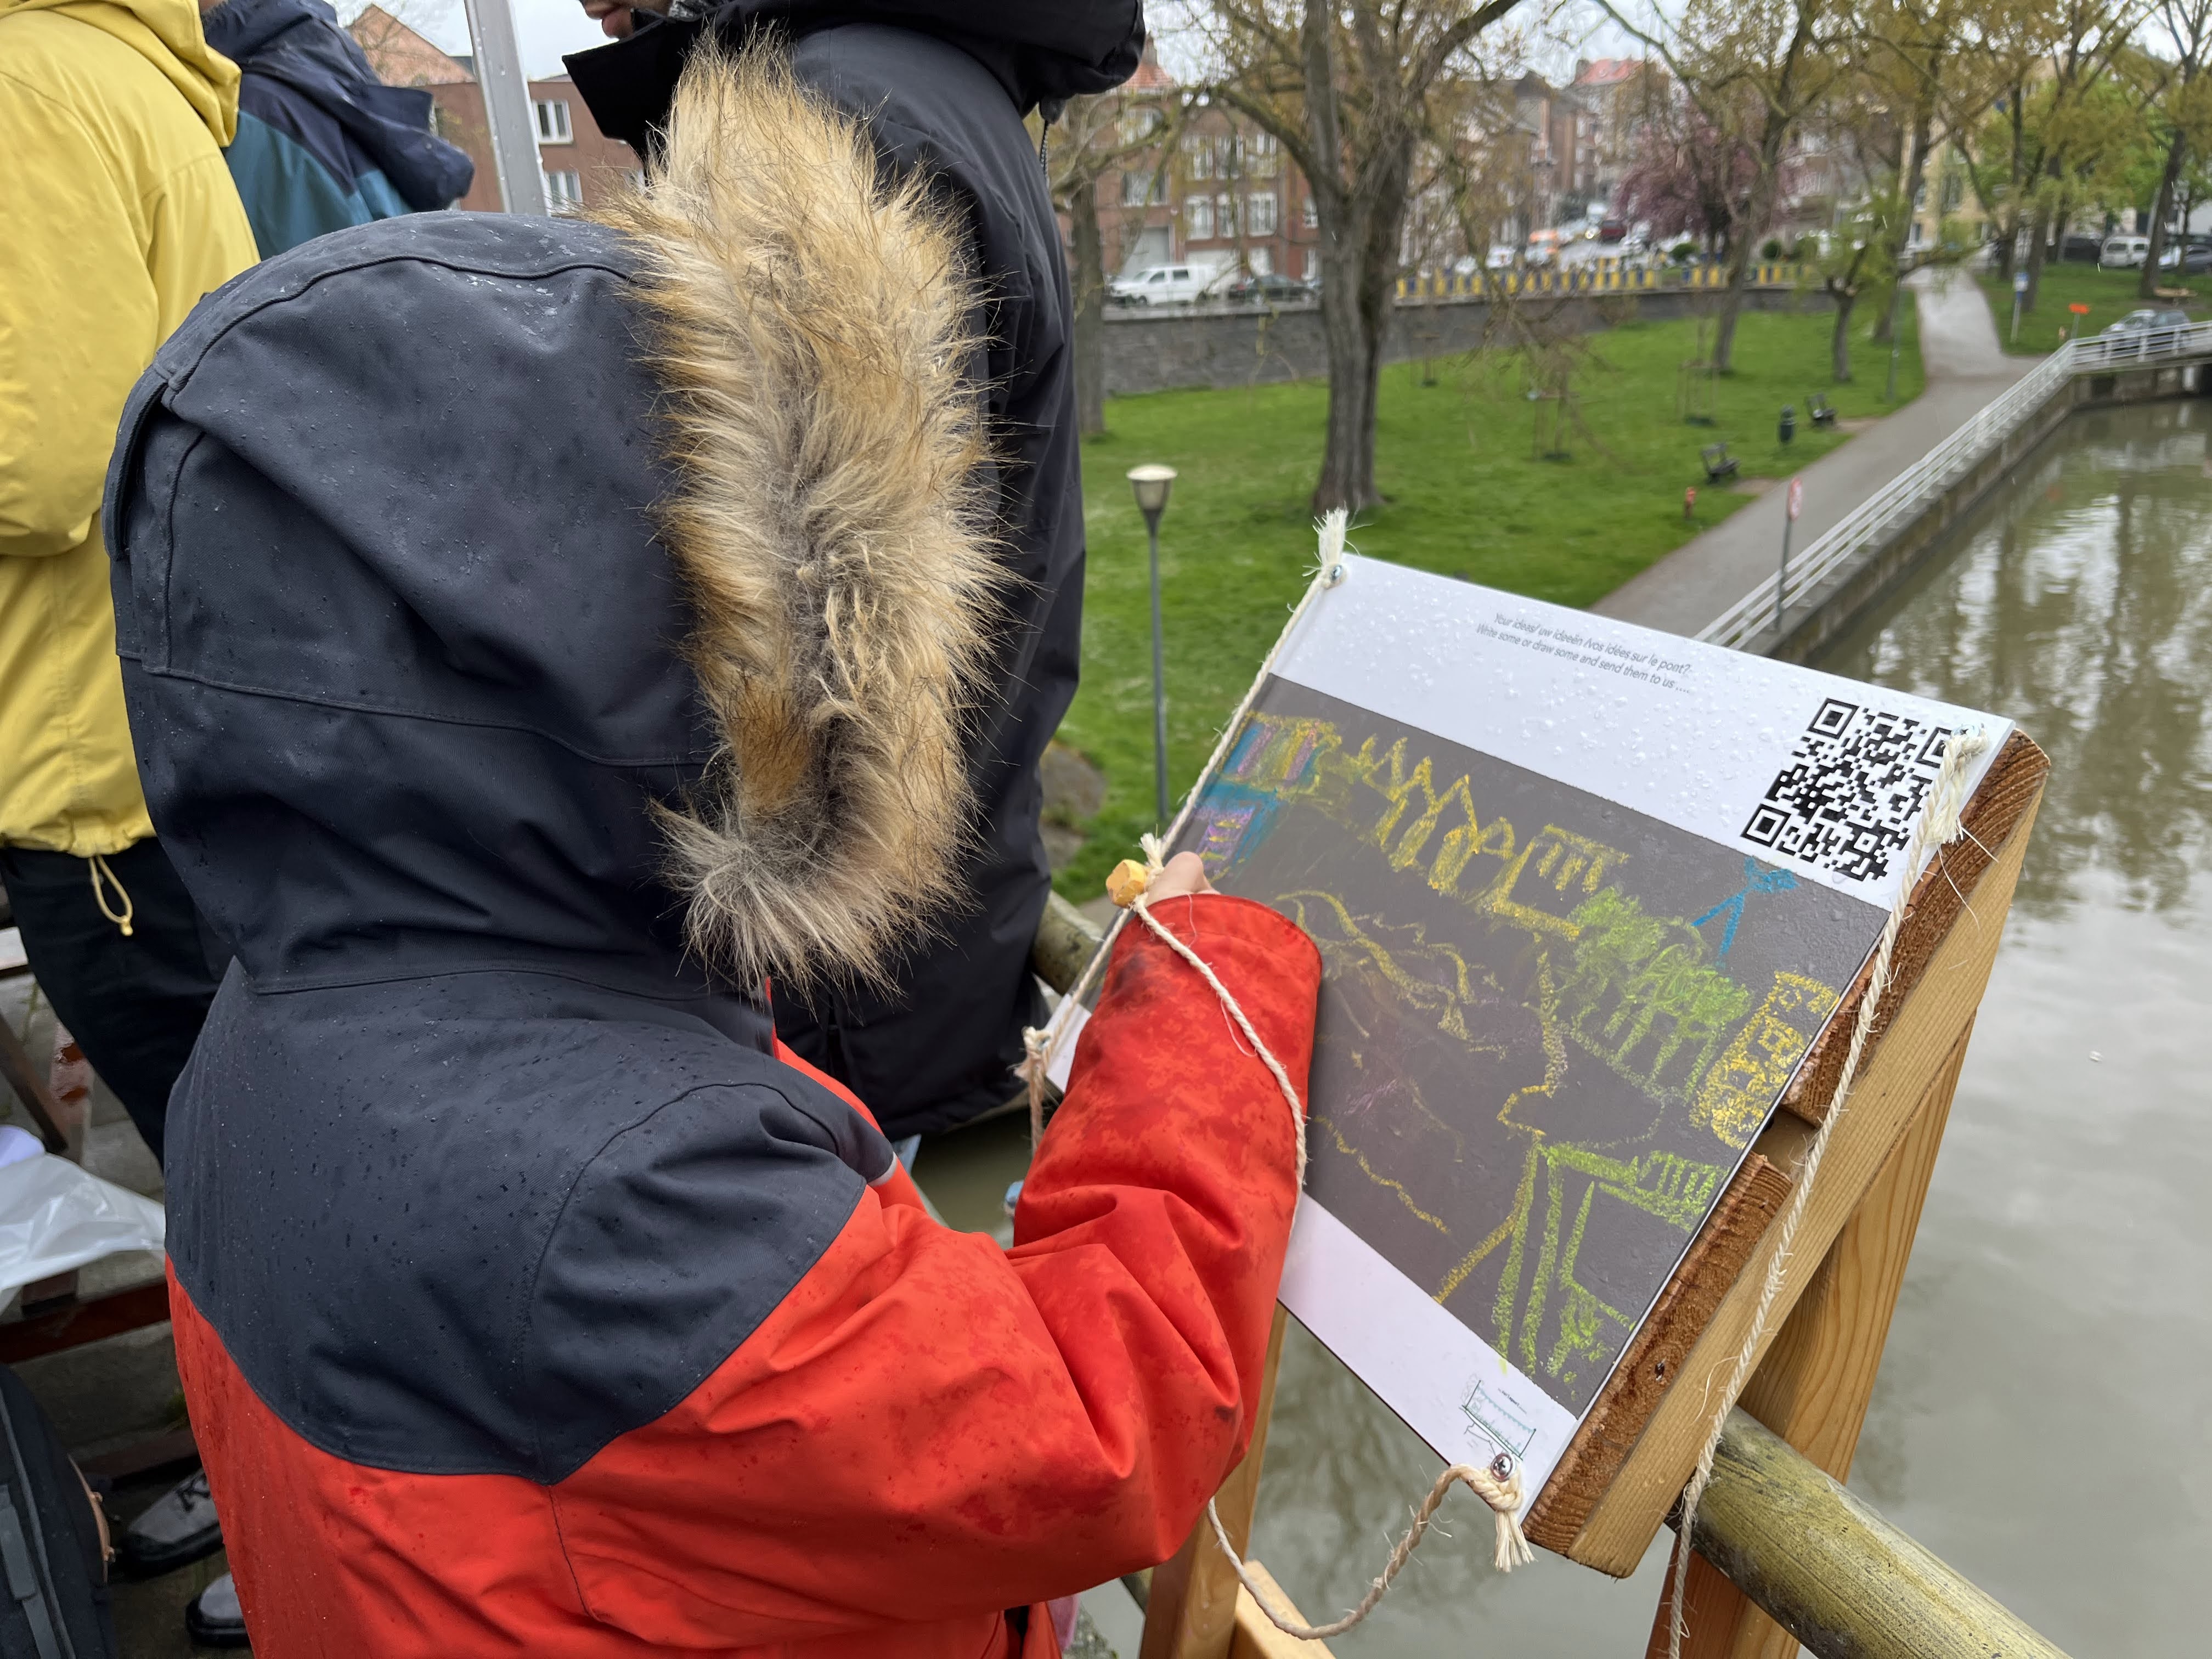 Your ideas/ uw ideeën /vos idées sur le pont?
Write some or draw some and send them to us ....